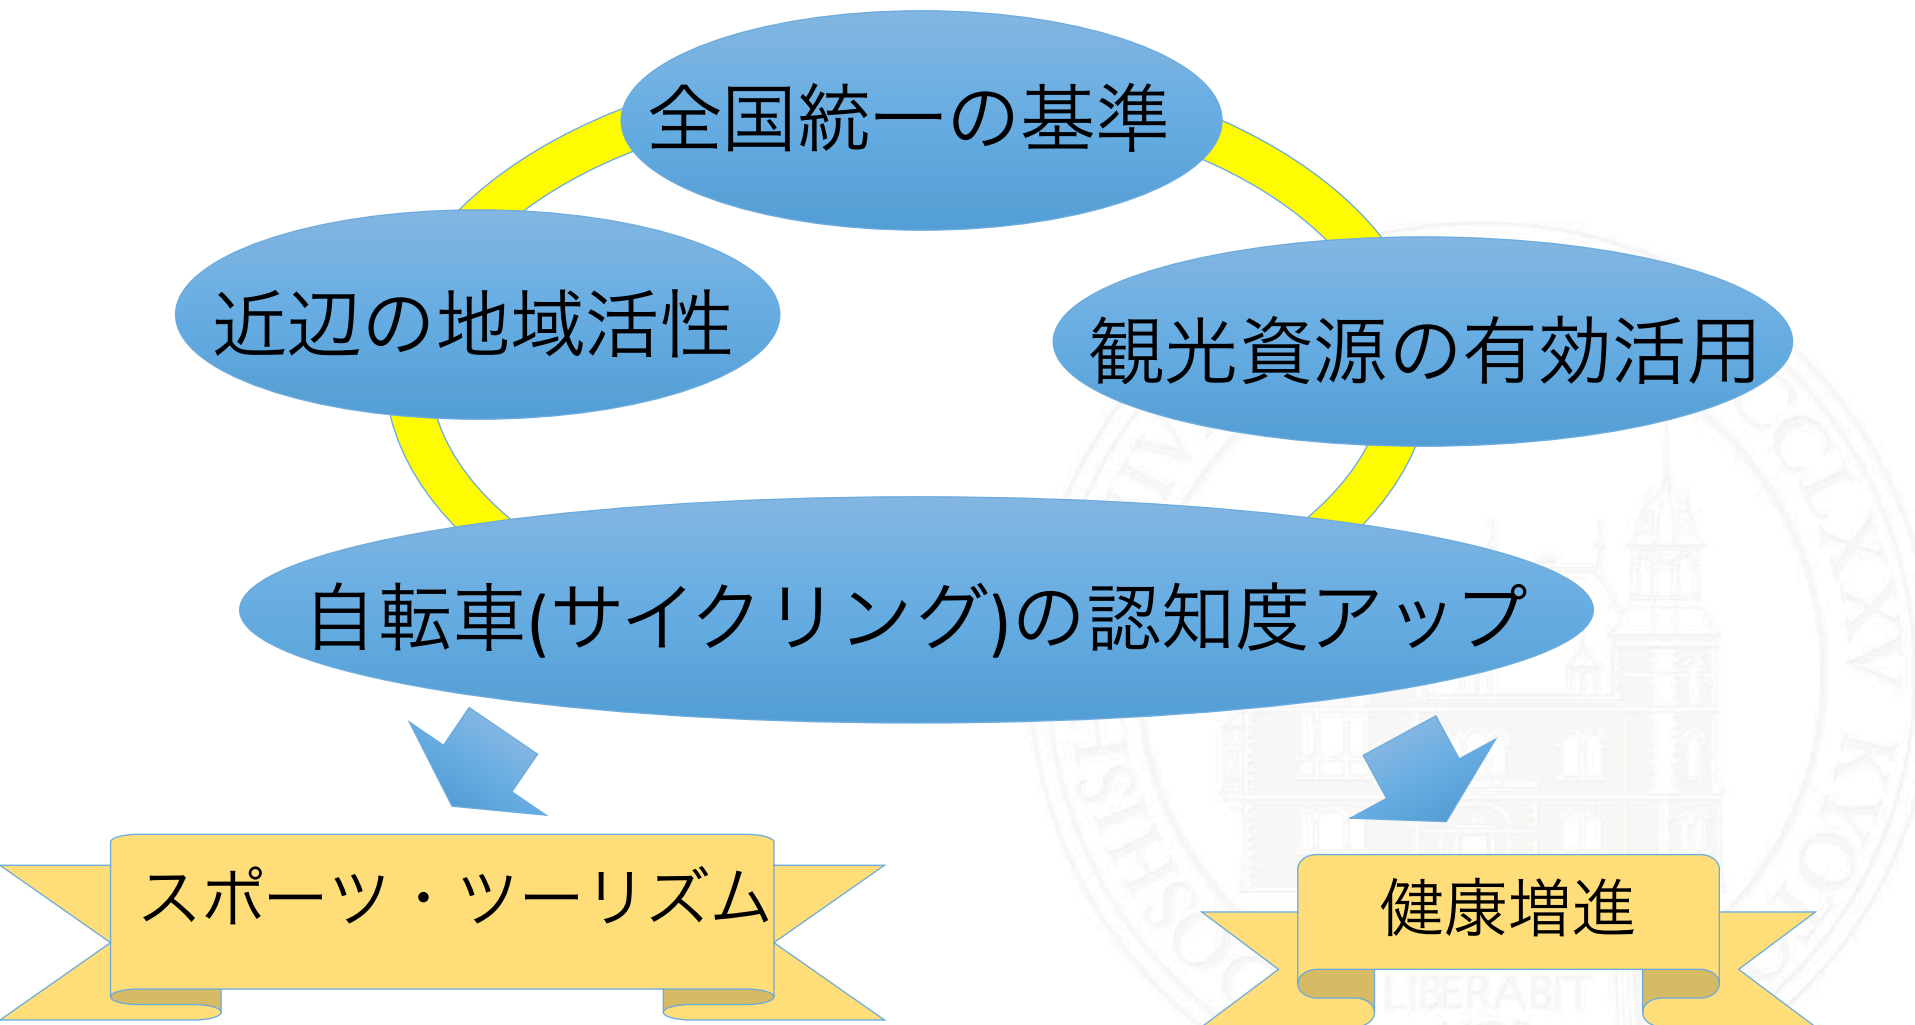 全国統一の基準
近辺の地域活性
観光資源の有効活用
自転車(サイクリング)の認知度アップ
スポーツ・ツーリズム
健康増進
LIBERABIT